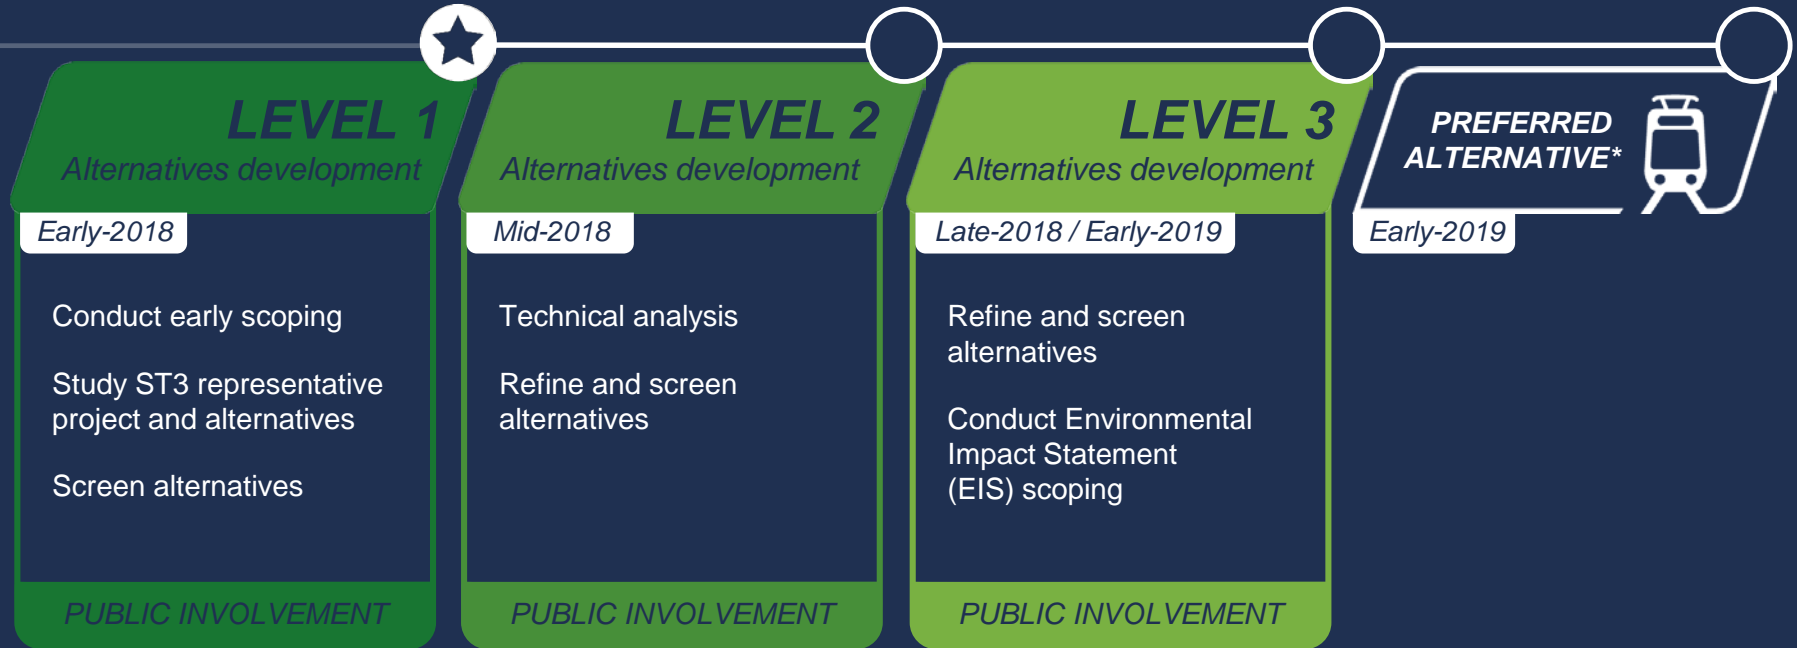 LEVEL 1
Alternatives development
Early-2018
Conduct early scoping
Study ST3 representative
project and alternatives
Screen alternatives
PUBLIC INVOLVEMENT
LEVEL 2
Alternatives development
Mid-2018
Technical analysis
Refine and screen
alternatives
PUBLIC INVOLVEMENT
LEVEL 3
Alternatives development
Late-2018 / Early-2019
Refine and screen
alternatives
Conduct Environmental
Impact Statement
(EIS) scoping
PUBLIC INVOLVEMENT
PREFERRED
ALTERNATIVE*
Early-2019